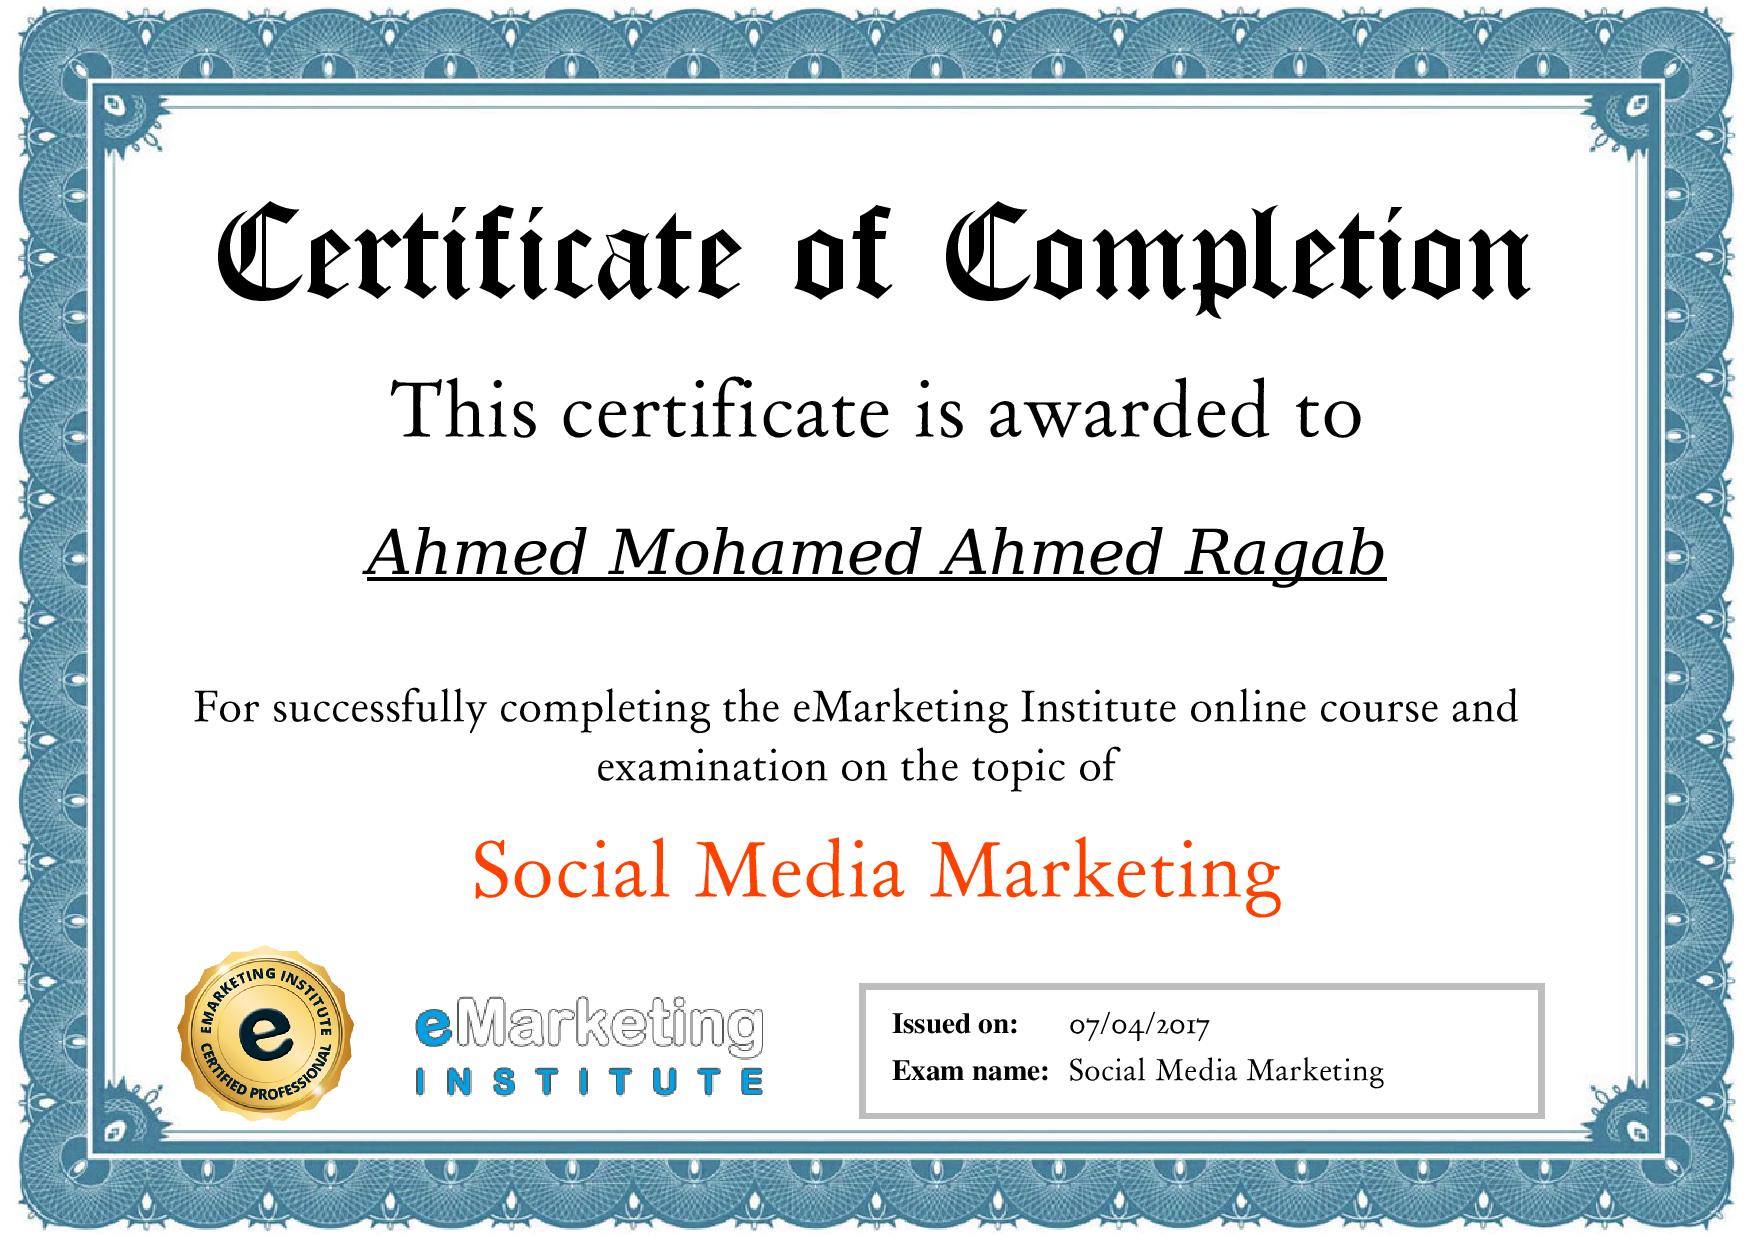 Certificate of Completion
This certificate is awarded to
Ahmed Mohamed Ahmed Ragab
For successfully completing the eMarketing Institute online course and
examination on the topic of
Social Media Marketing
EMARKETING INSTITUTE
e
CERTIFIED PROFESSIONAL
eMarketing
INSTITUTE
Issued on: 07/04/2017
Exam name: Social Media Marketing